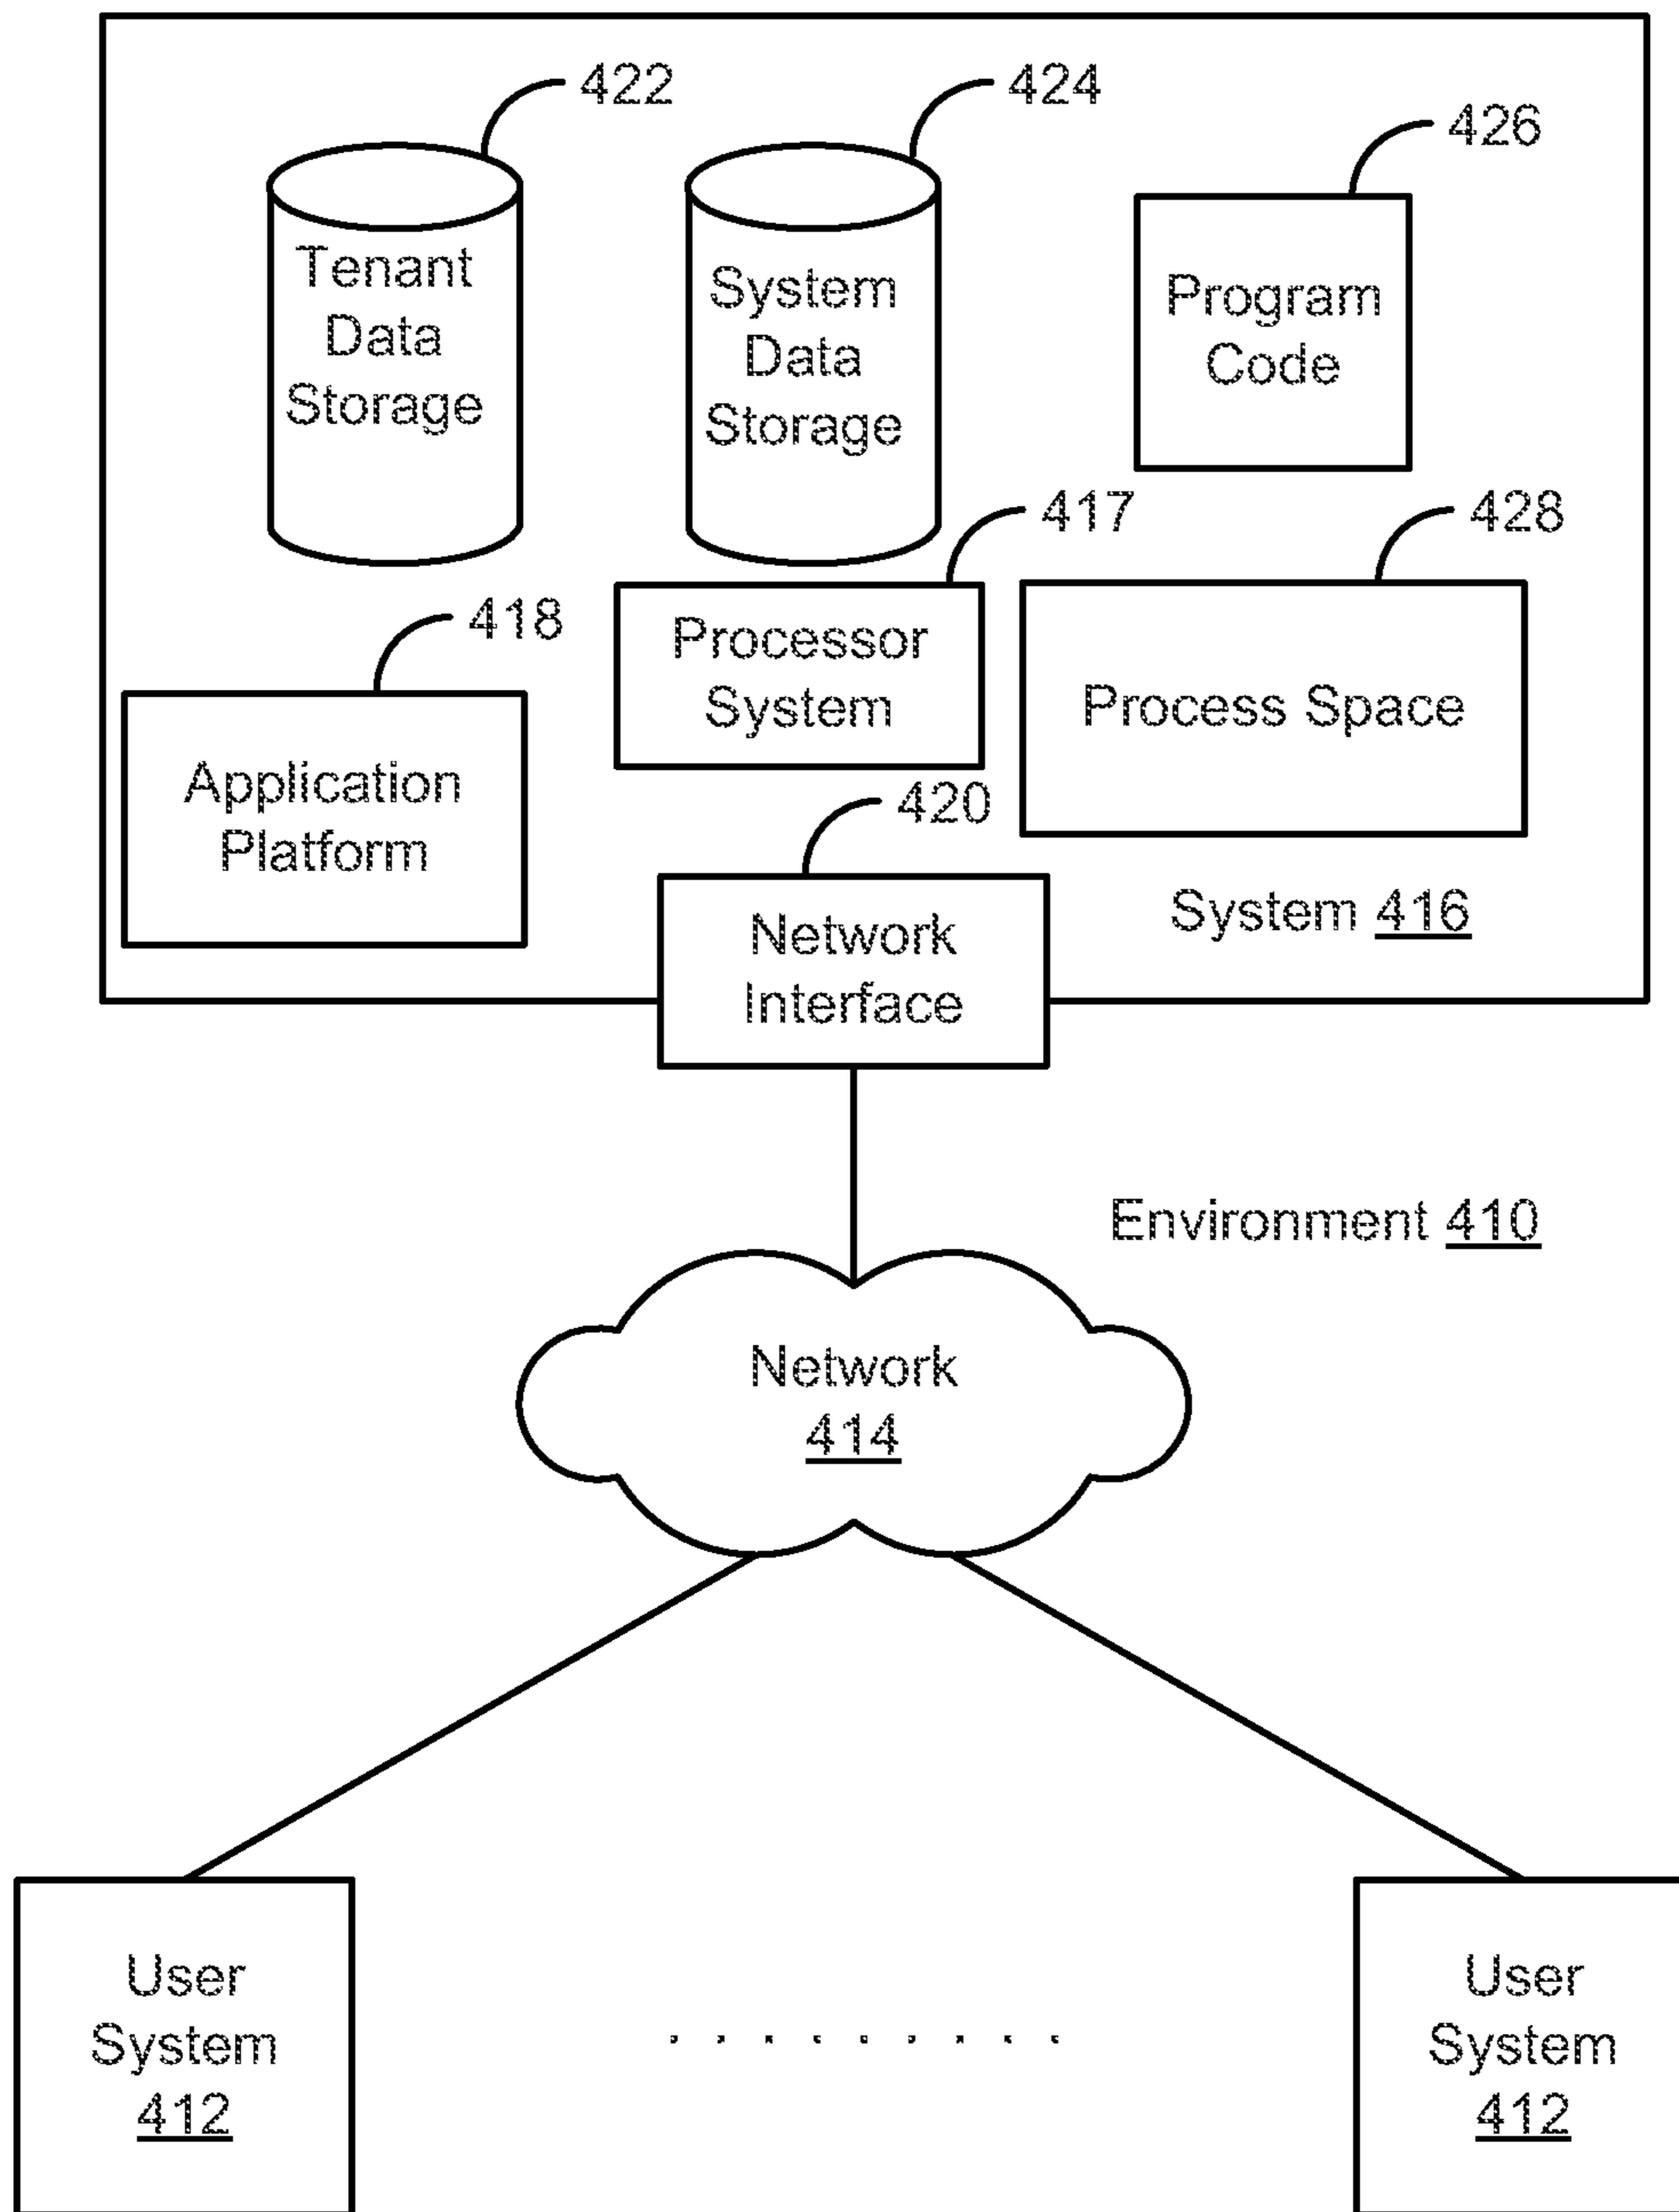 422
424
426
Tenant
Data
Storage
System
Data
Storage
Program
Code
417
428
418
Processor
System
Process Space
Application
Platform
420
Network
Interface
System 416
Environment 410
Network
414
User
System
412
User
System
412